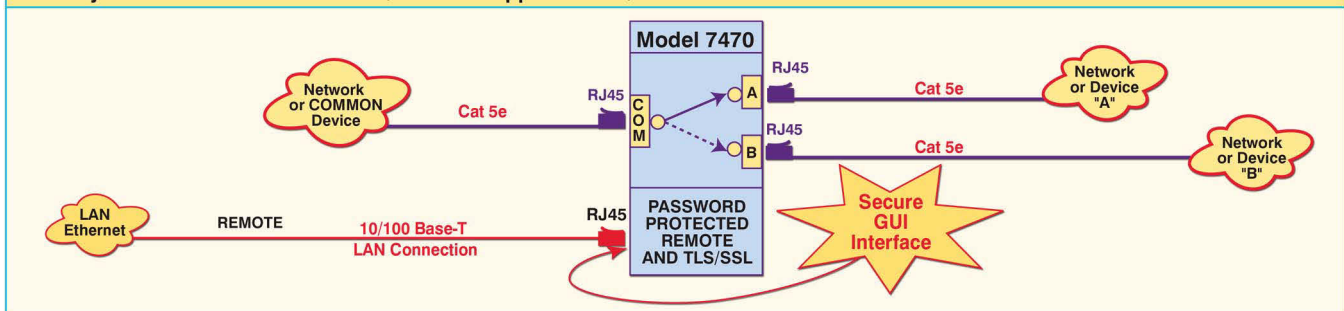 Model 7470
Network
or COMMON
Device
Cat 5e
RJ45
COM
A
B
RJ45
Cat 5e
Network
or Device
"A"
RJ45
Cat 5e
Network
or Device
"B"
LAN
Ethernet
REMOTE
10/100 Base-T
LAN Connection
RJ45
PASSWORD
PROTECTED
REMOTE
AND TLS/SSL
Secure
GUI
Interface